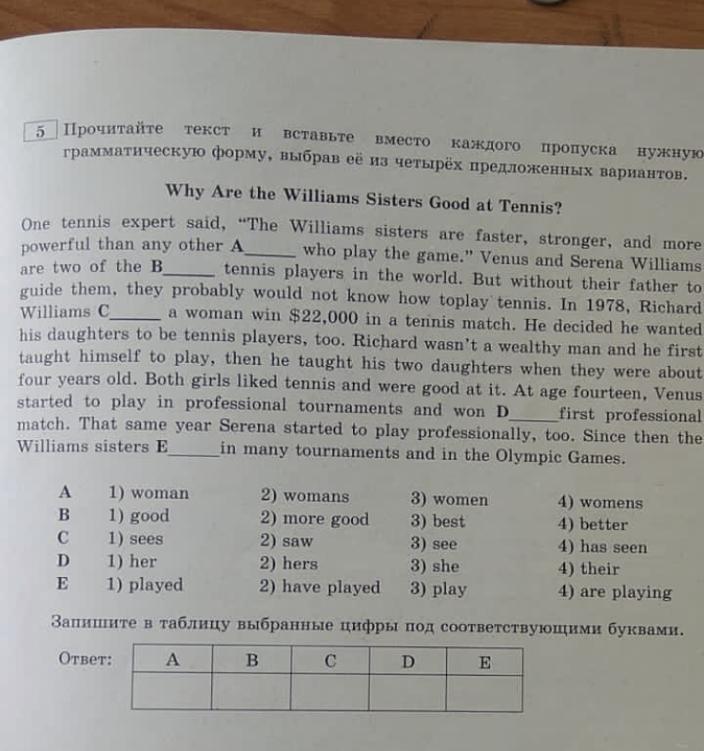 5 Прочитайте текст и вставьте вместо каждого пропуска нужную
грамматическую форму, выбрав её из четырёх предложенных вариантов.
Why Are the Williams Sisters Good at Tennis?
One tennis expert said, “The Williams sisters are faster, stronger, and more
powerful than any other A______ who play the game.” Venus and Serena Williams
are two of the B______ tennis players in the world. But without their father to
guide them, they probably would not know how toplay tennis. In 1978, Richard
Williams C______ a woman win $22,000 in a tennis match. He decided he wanted
his daughters to be tennis players, too. Richard wasn’t a wealthy man and he first
taught himself to play, then he taught his two daughters when they were about
four years old. Both girls liked tennis and were good at it. At age fourteen, Venus
started to play in professional tournaments and won D______first professional
match. That same year Serena started to play professionally, too. Since then the
Williams sisters E______in many tournaments and in the Olympic Games.
A 1) woman 2) womans 3) women 4) womens
B 1) good 2) more good 3) best 4) better
C 1) sees 2) saw 3) see 4) has seen
D 1) her 2) hers 3) she 4) their
E 1) played 2) have played 3) play 4) are playing
Запишите в таблицу выбранные цифры под соответствующими буквами.
Ответ: A B C D E